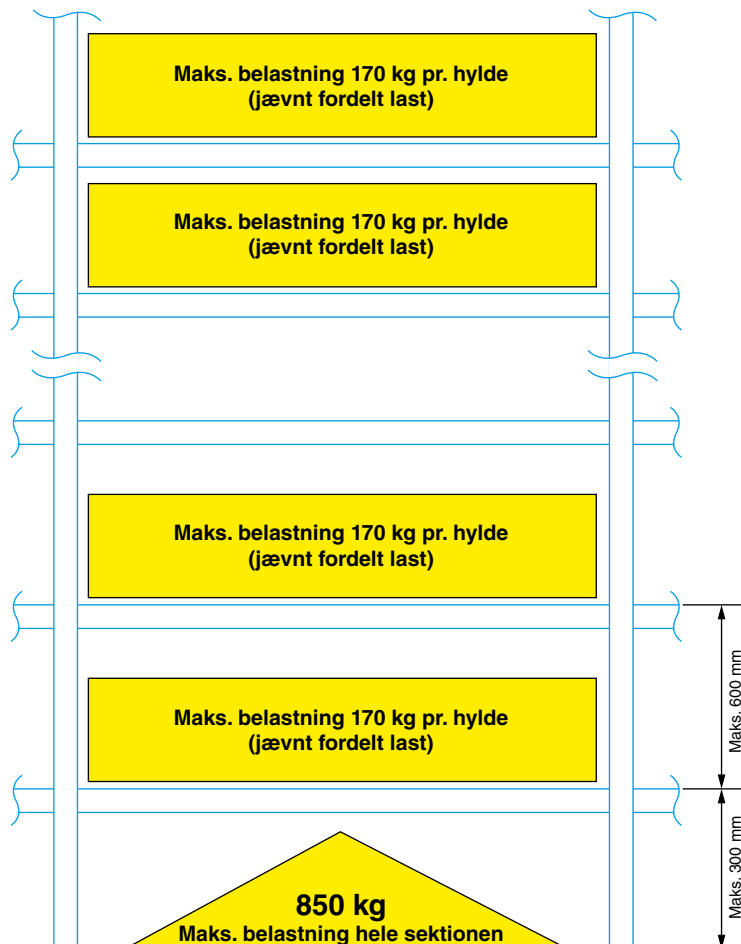 Maks. belastning 170 kg pr. hylde
(jævnt fordelt last)
Maks. belastning 170 kg pr. hylde
(jævnt fordelt last)
Maks. belastning 170 kg pr. hylde
(jævnt fordelt last)
Maks. 600 mm
Maks. belastning 170 kg pr. hylde
(jævnt fordelt last)
Maks. 300 mm
850 kg
Maks. belastning hele sektionen